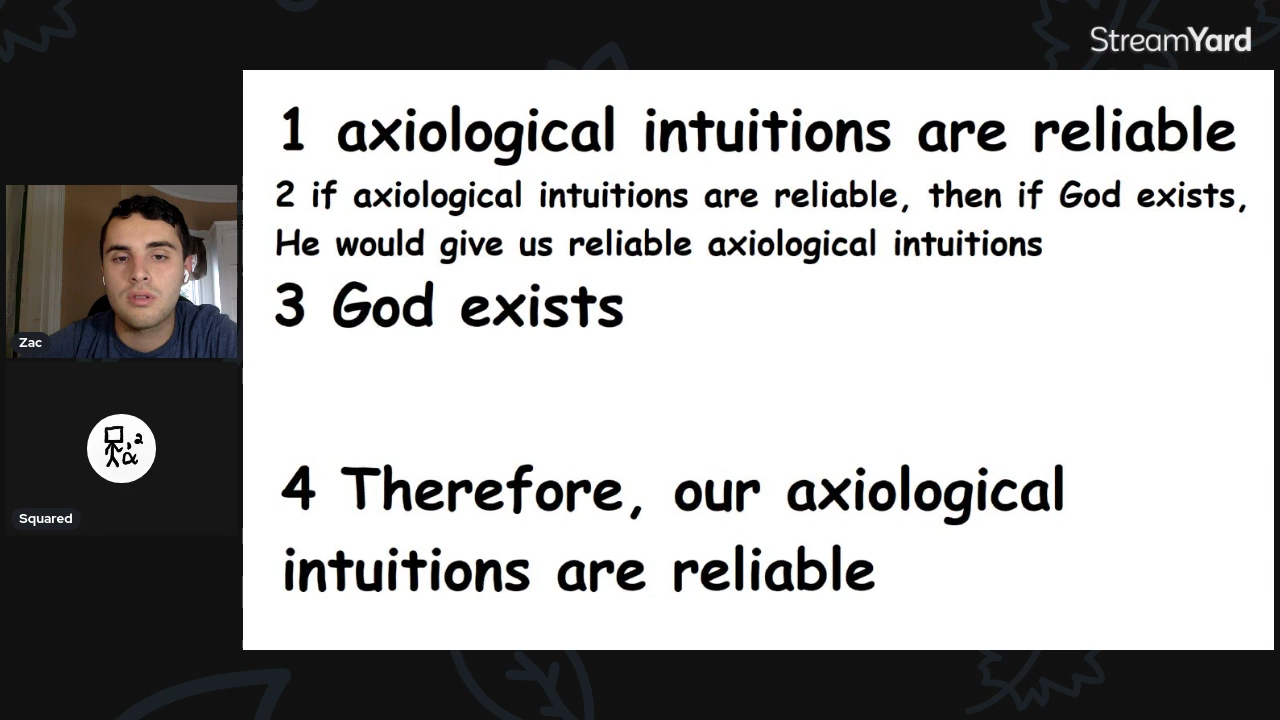 StreamYard
1 axiological intuitions are reliable
2 if axiological intuitions are reliable, then if God exists,
He would give us reliable axiological intuitions
3 God exists
4 Therefore, our axiological
intuitions are reliable
Zac
Squared